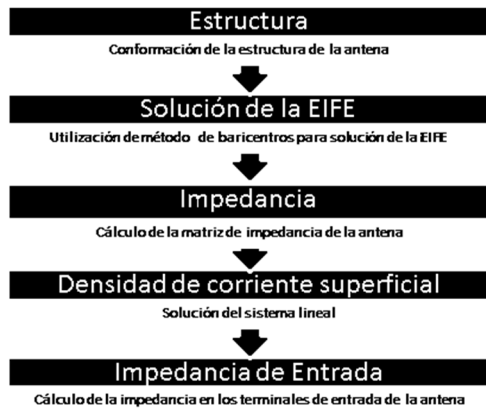 Estructura
Conformación de la estructura de la antena
Solución de la EIFE
Utilización de método de baricentros para solución de la EIFE
Impedancia
Cálculo de la matriz de impedancia de la antena
Densidad de corriente superficial
Solución del sistema lineal
Impedancia de Entrada
Cálculo de la impedancia en los terminales de entrada de la antena